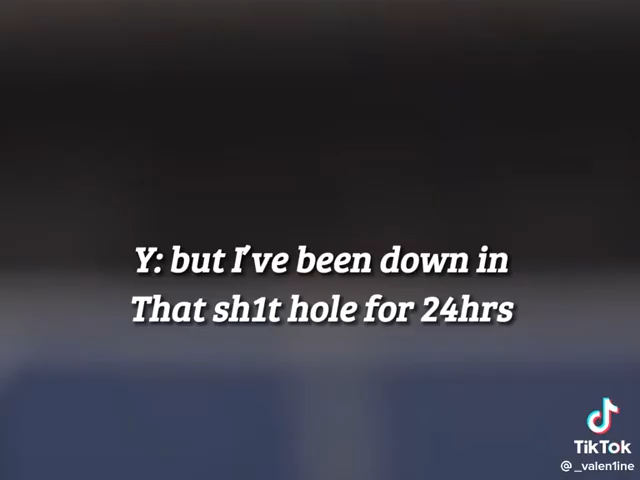 Y: but I've been down in
That sh1t hole for 24hrs
TikTok
@ _valen1ine